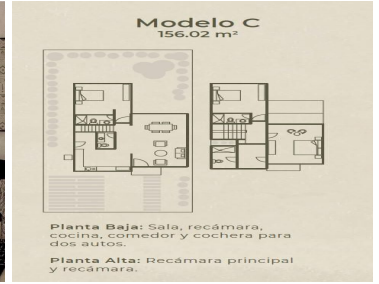 Modelo C
156.02 m²
Planta Baja: Sala, recámara,
cocina, comedor y cochera para
dos autos.
Planta Alta: Recámara principal
y recámara.